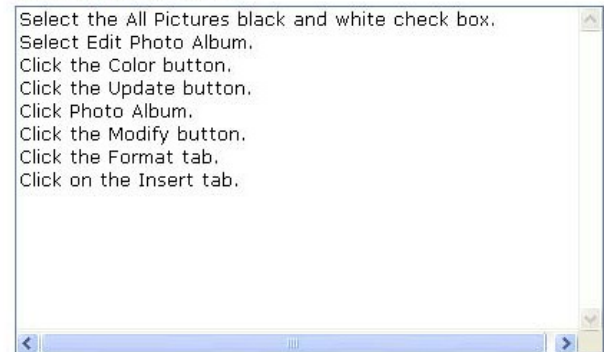 Select the All Pictures black and white check box.
Select Edit Photo Album.
Click the Color button.
Click the Update button.
Click Photo Album.
Click the Modify button.
Click the Format tab.
Click on the Insert tab.